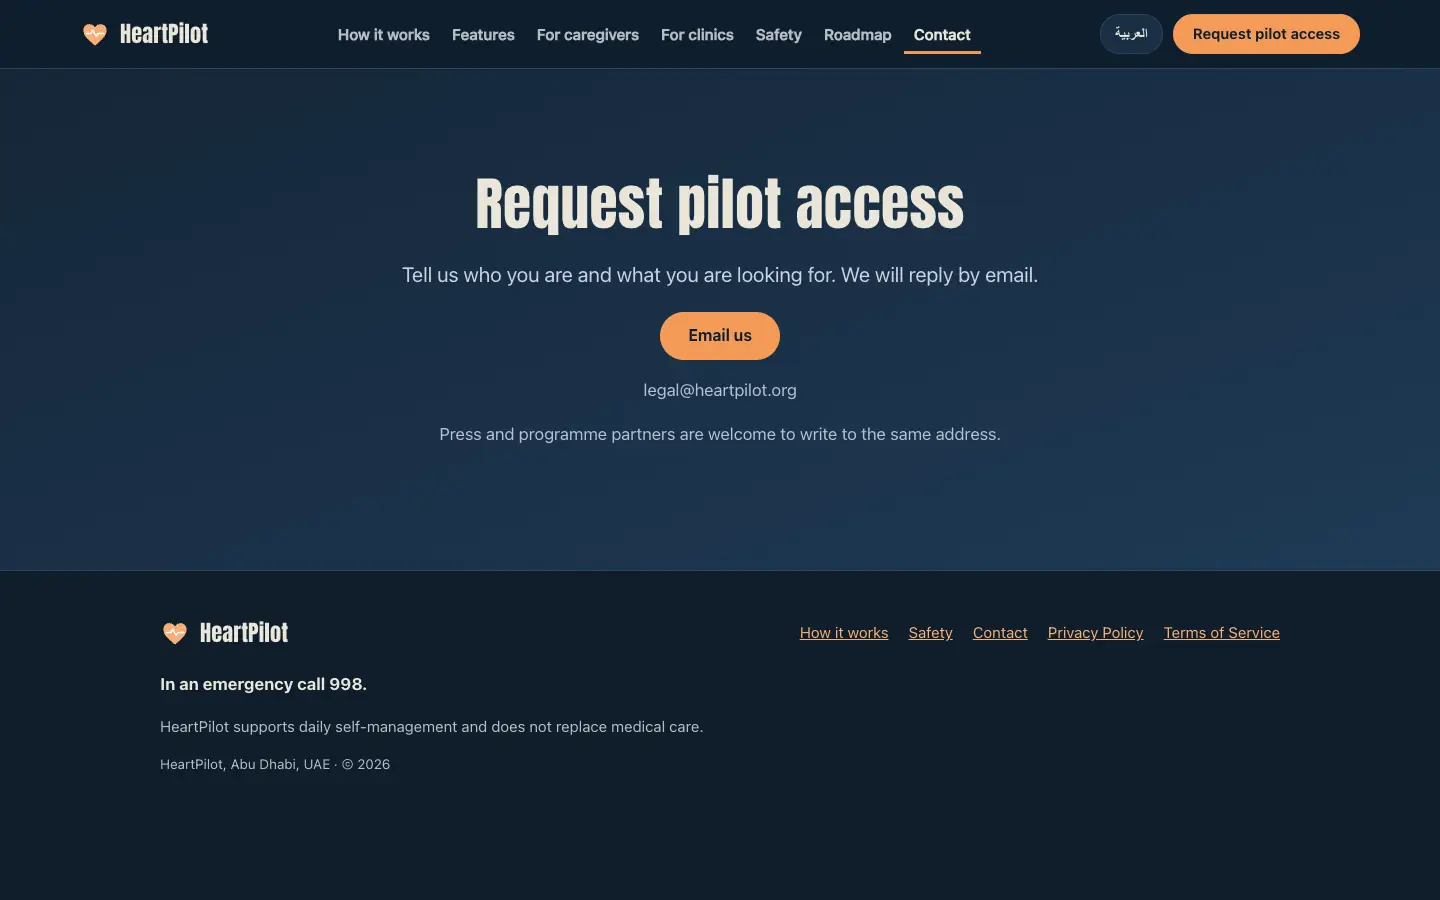 HeartPilot
How it works
Features
For caregivers
For clinics
Safety
Roadmap
Contact
العربية
Request pilot access
Request pilot access
Tell us who you are and what you are looking for. We will reply by email.
Email us
legal@heartpilot.org
Press and programme partners are welcome to write to the same address.
HeartPilot
How it works
Safety
Contact
Privacy Policy
Terms of Service
In an emergency call 998.
HeartPilot supports daily self-management and does not replace medical care.
HeartPilot, Abu Dhabi, UAE · © 2026